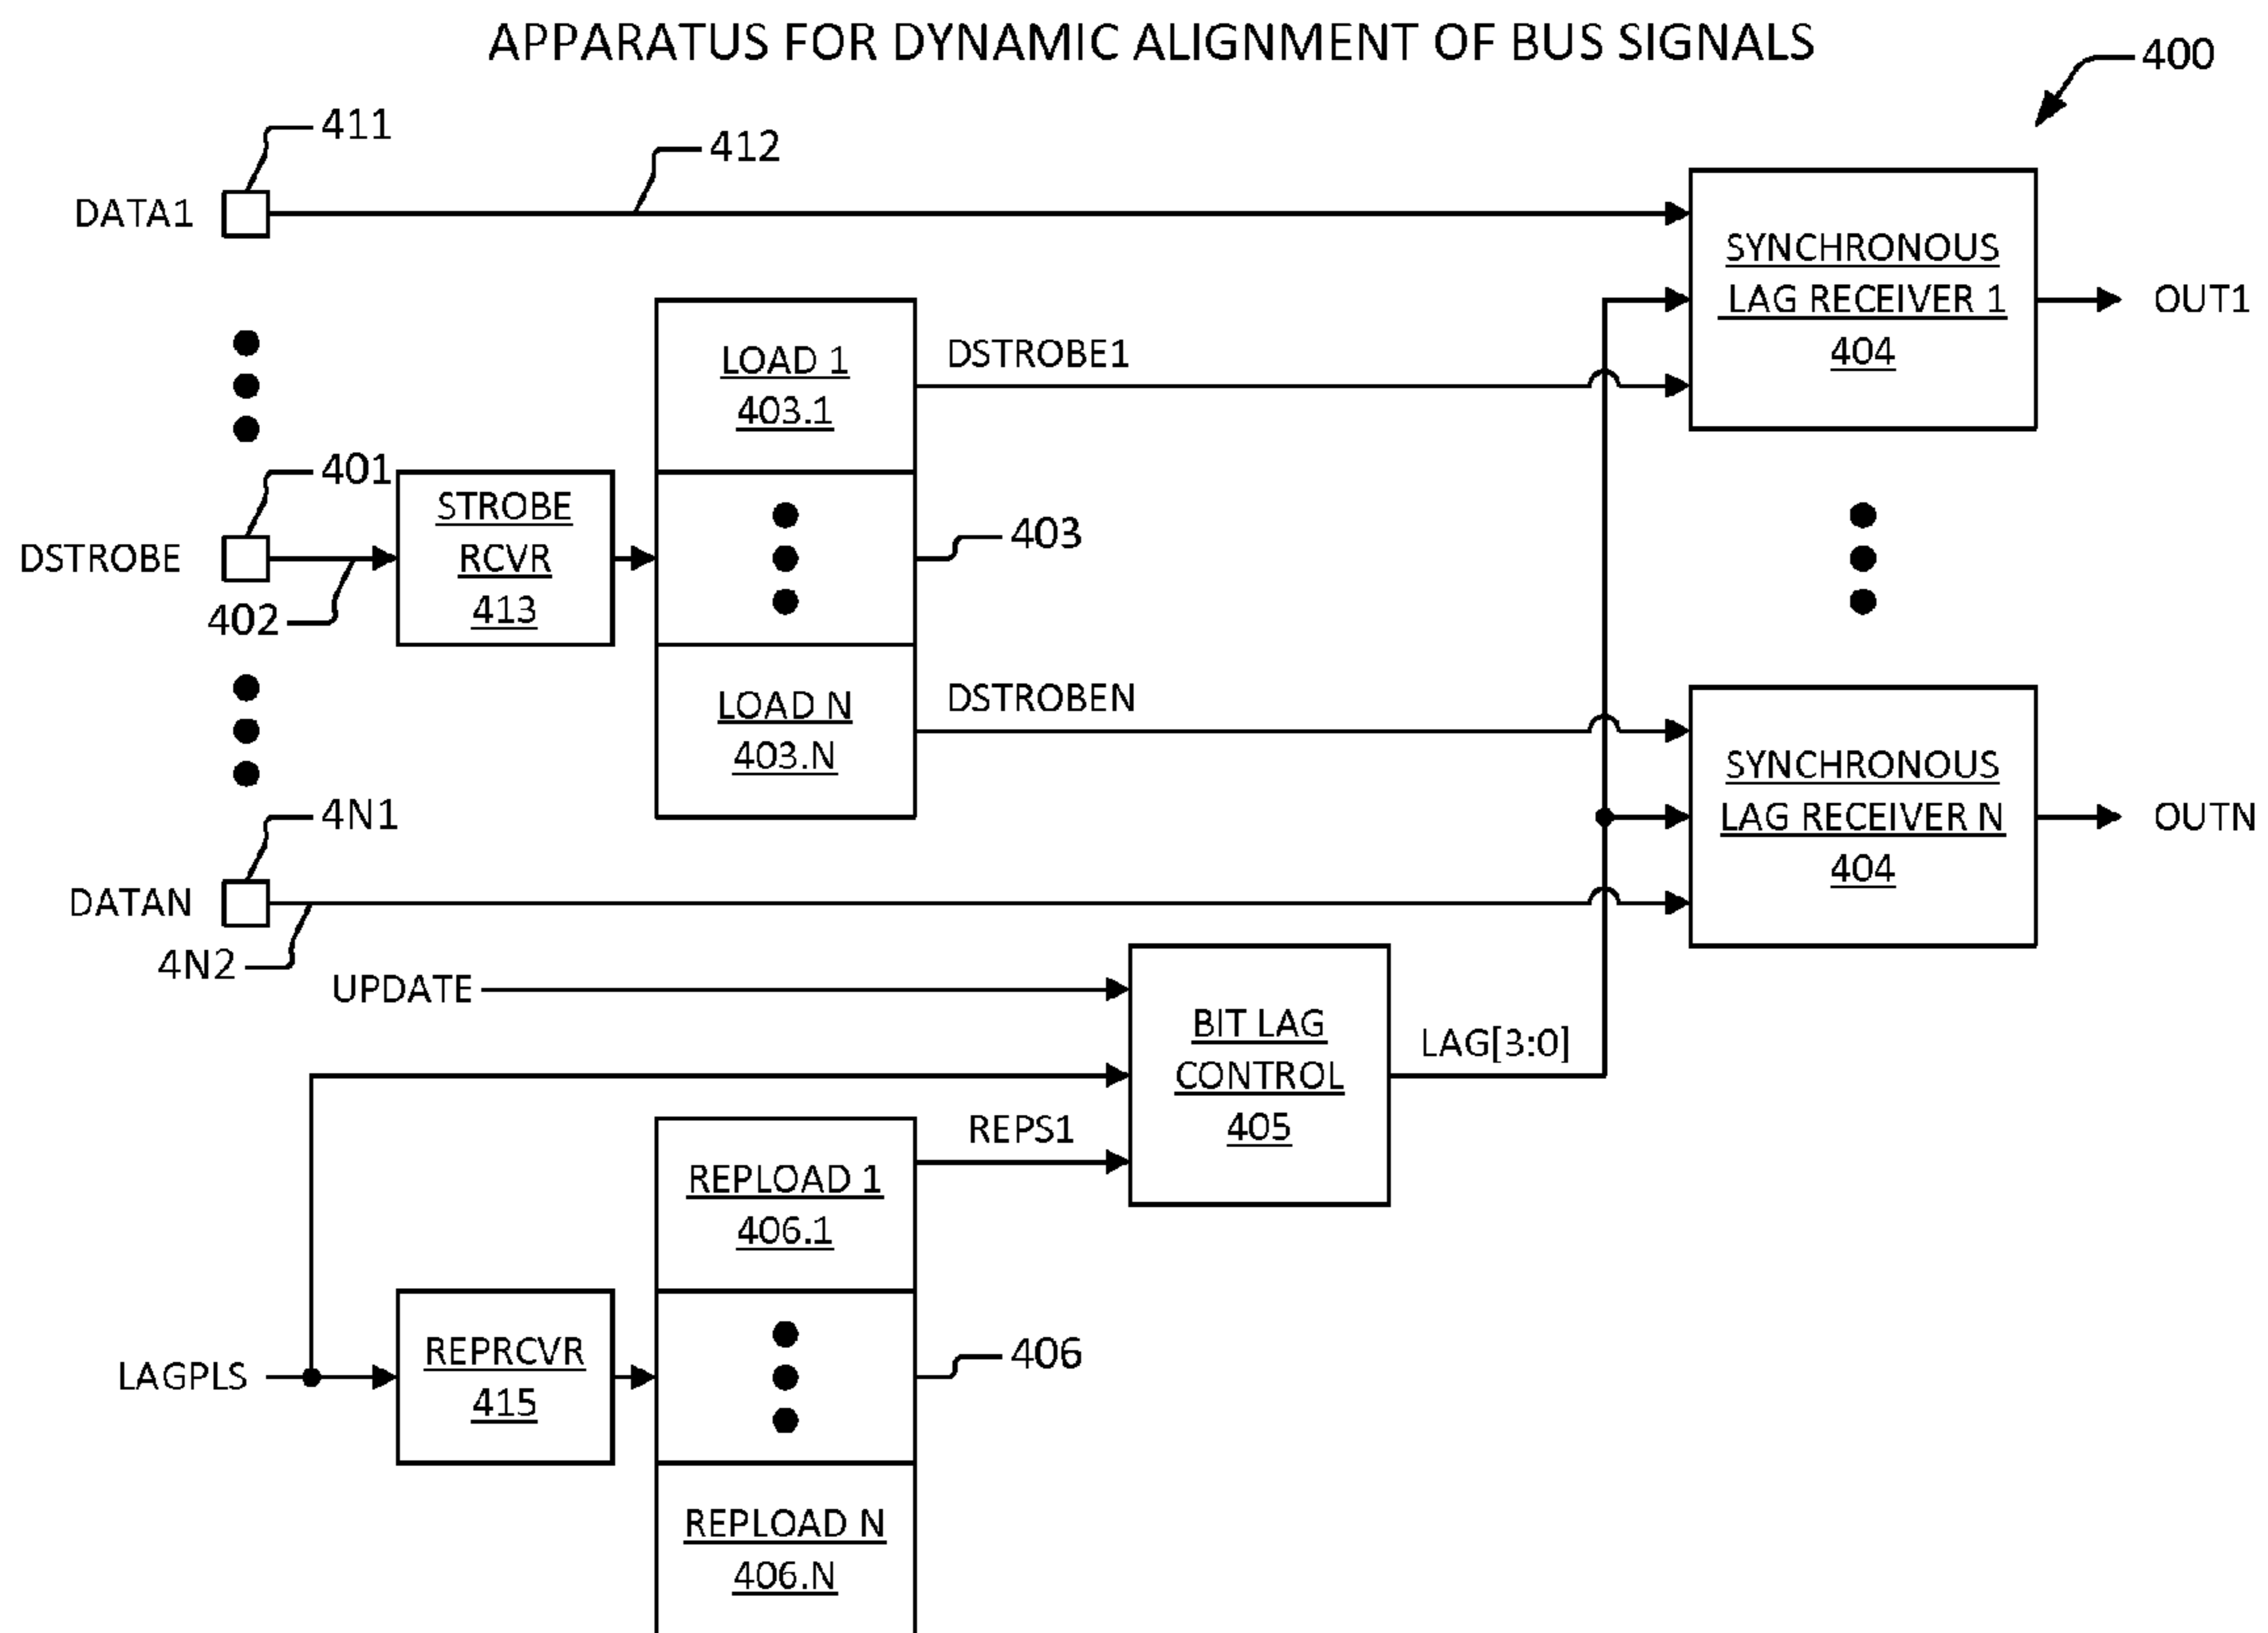 APPARATUS FOR DYNAMIC ALIGNMENT OF BUS SIGNALS
400
411
412
DATA1
SYNCHRONOUS
LAG RECEIVER 1
404
OUT1
LOAD 1
403.1
DSTROBE1
401
STROBE
RCVR
413
403
DSTROBE
402
LOAD N
403.N
DSTROBEN
SYNCHRONOUS
LAG RECEIVER N
404
OUTN
4N1
DATAN
4N2
UPDATE
BIT LAG
CONTROL
405
LAG[3:0]
REPS1
REPLOAD 1
406.1
REPRCVR
415
406
LAGPLS
REPLOAD N
406.N